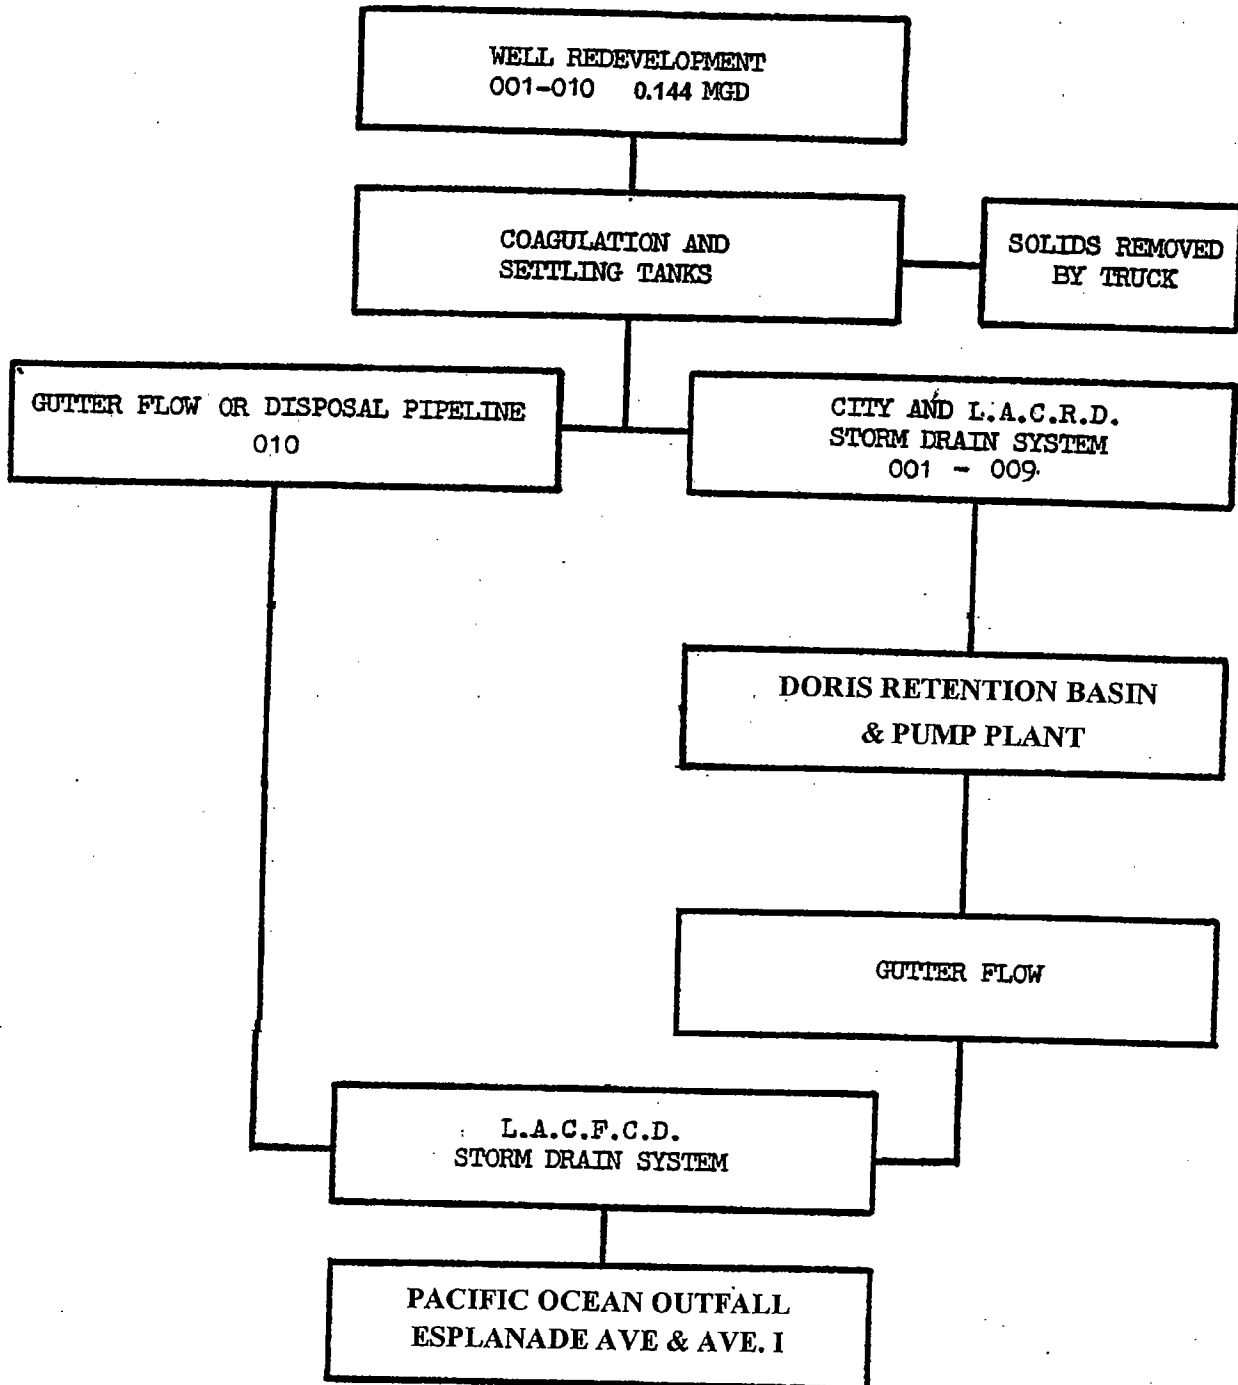 WELL REDEVELOPMENT
001-010 0.144 MGD
COAGULATION AND
SETTLING TANKS
SOLIDS REMOVED
BY TRUCK
GUTTER FLOW OR DISPOSAL PIPELINE
010
CITY AND L.A.C.R.D.
STORM DRAIN SYSTEM
001 - 009
DORIS RETENTION BASIN
& PUMP PLANT
GUTTER FLOW
L.A.C.F.C.D.
STORM DRAIN SYSTEM
PACIFIC OCEAN OUTFALL
ESPLANADE AVE & AVE. I